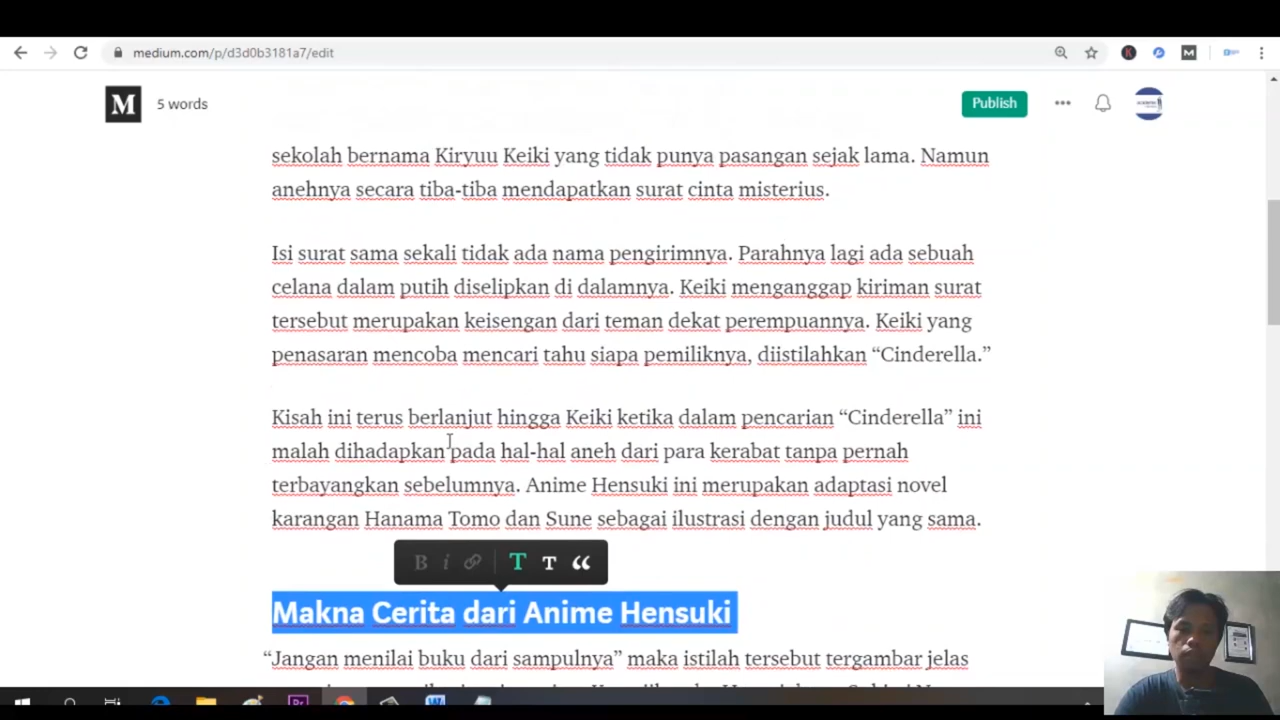 medium.com/p/d3d0b3181a7/edit
M 5 words Publish
sekolah bernama Kiryuu Keiki yang tidak punya pasangan sejak lama. Namun
anehnya secara tiba-tiba mendapatkan surat cinta misterius.
Isi surat sama sekali tidak ada nama pengirimnya. Parahnya lagi ada sebuah
celana dalam putih diselipkan di dalamnya. Keiki menganggap kiriman surat
tersebut merupakan keisengan dari teman dekat perempuannya. Keiki yang
penasaran mencoba mencari tahu siapa pemiliknya, diistilahkan “Cinderella.”
Kisah ini terus berlanjut hingga Keiki ketika dalam pencarian “Cinderella” ini
malah dihadapkan pada hal-hal aneh dari para kerabat tanpa pernah
terbayangkan sebelumnya. Anime Hensuki ini merupakan adaptasi novel
karangan Hanama Tomo dan Sune sebagai ilustrasi dengan judul yang sama.
B i T T “
Makna Cerita dari Anime Hensuki
“Jangan menilai buku dari sampulnya” maka istilah tersebut tergambar jelas